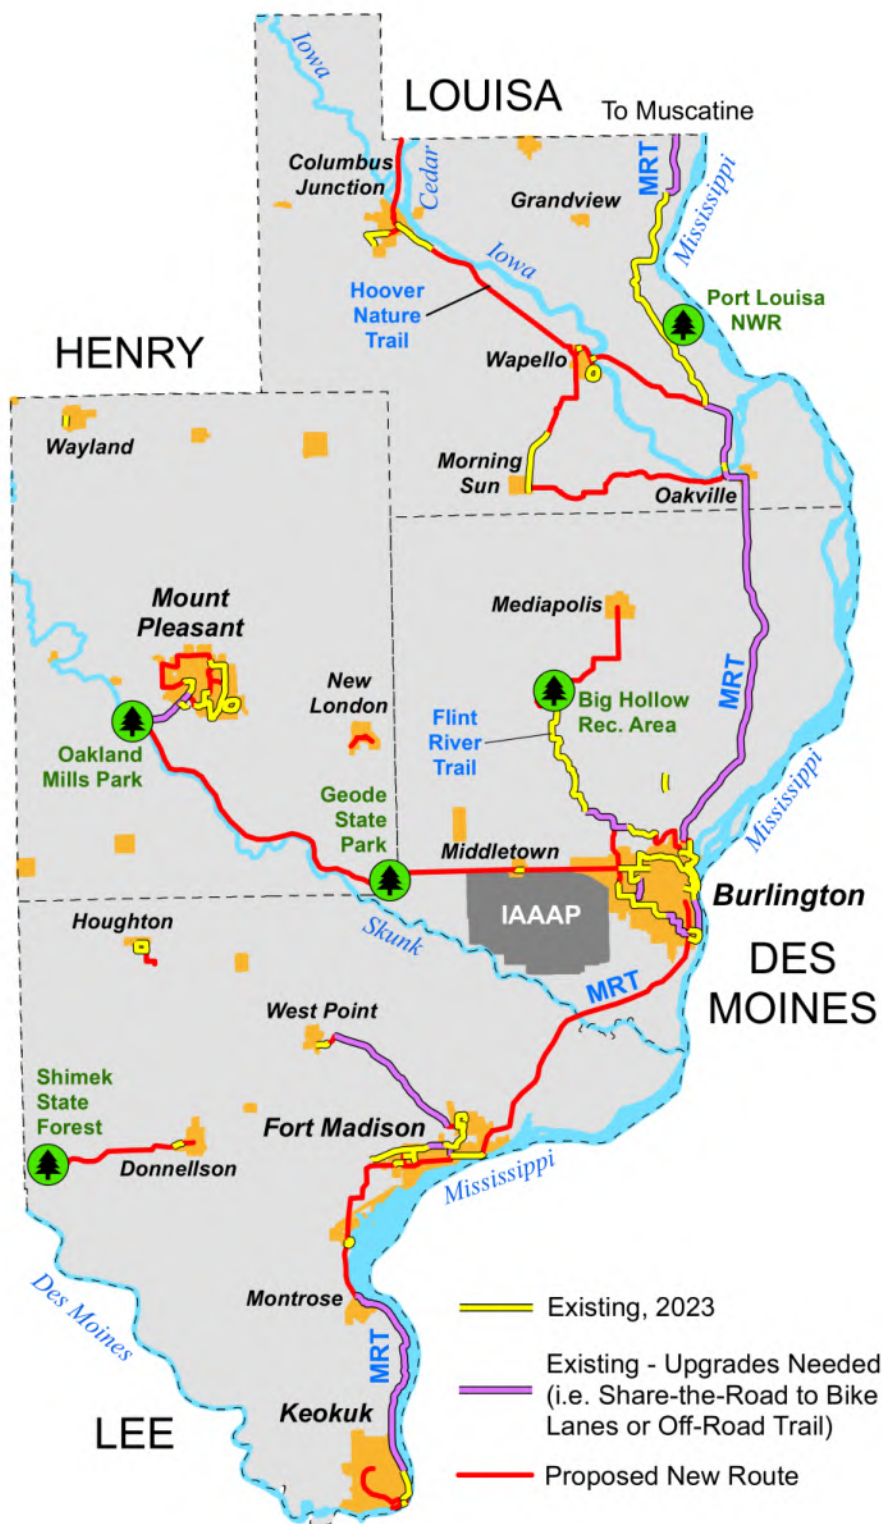 Iowa
LOUISA
To Muscatine
Columbus
Junction
Cedar
MRT
Mississippi
Grandview
Iowa
Hoover
Nature
Trail
Port Louisa
NWR
HENRY
Wapello
Wayland
Morning
Sun
Oakville
Mount
Pleasant
Mediapolis
New
London
MRT
Big Hollow
Rec. Area
Flint
River
Trail
Oakland
Mills Park
Geode
State
Park
Mississippi
Middletown
Burlington
IAAAP
Houghton
Skunk
DES
MOINES
MRT
West Point
Shimek
State
Forest
Fort Madison
Donnellson
Mississippi
Des Moines
Montrose
MRT
Keokuk
LEE
Existing, 2023
Existing - Upgrades Needed
(i.e. Share-the-Road to Bike
Lanes or Off-Road Trail)
Proposed New Route